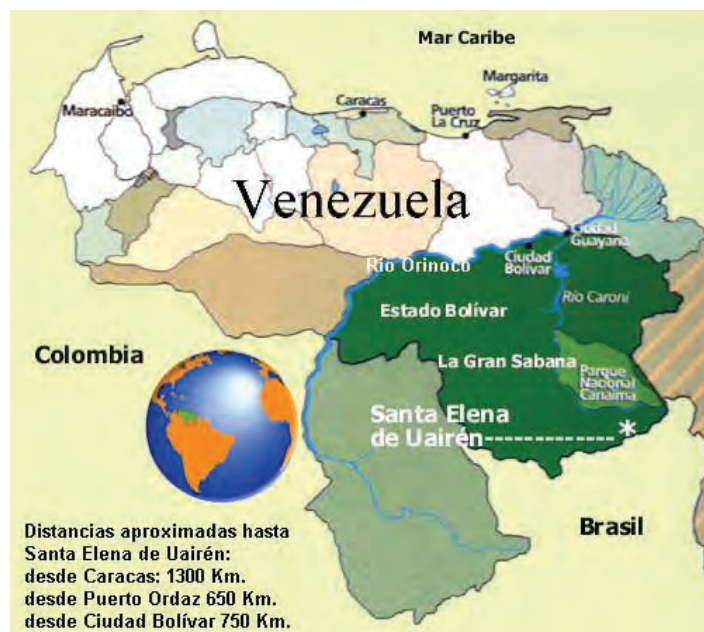 Mar Caribe
Margarita
Maracaibo
Caracas
Puerto
La Cruz
Venezuela
Ciudad
Guayana
Ciudad
Bolívar
Río Orinoco
Río Caroní
Estado Bolívar
Colombia
La Gran Sabana
Parque
Nacional
Canaima
Santa Elena
de Uairén-------------*
Brasil
Distancias aproximadas hasta
Santa Elena de Uairén:
desde Caracas: 1300 Km.
desde Puerto Ordaz 650 Km.
desde Ciudad Bolívar 750 Km.